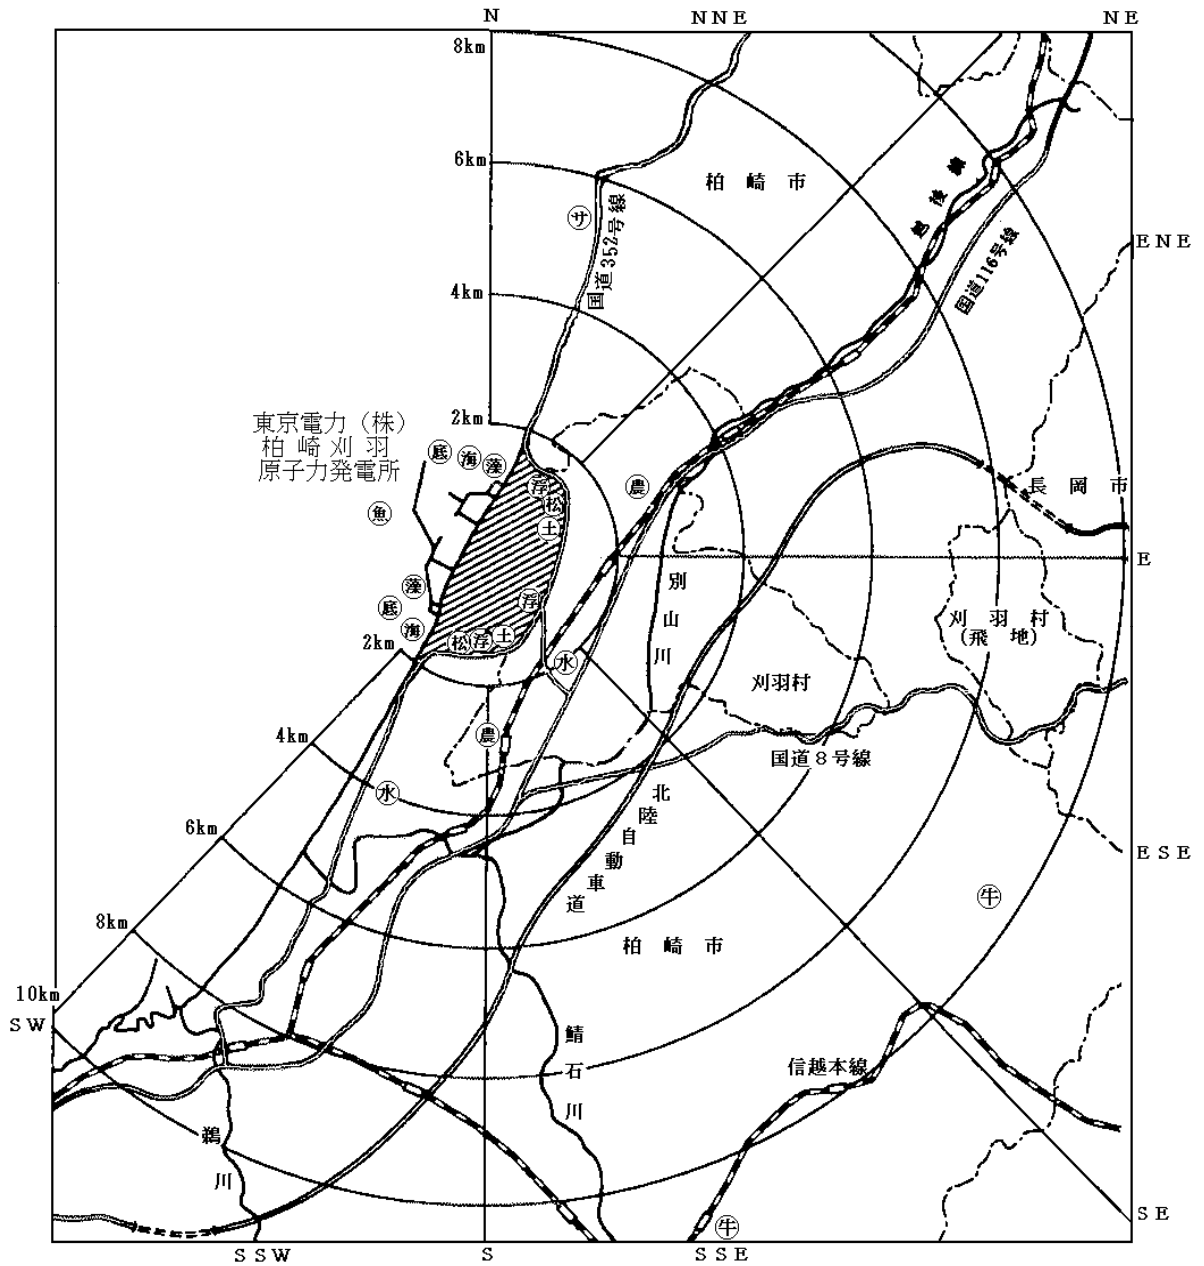 N
NNE
NE
8km
6km
柏崎市
越後線
ENE
サ
国道352号線
国道116号線
4km
2km
東京電力（株）
柏崎刈羽
原子力発電所
底
海
藻
浮
松
土
農
魚
長岡市
E
別山川
藻
底
海
浮
松
浮
土
刈羽村
(飛地)
2km
水
刈羽村
4km
農
国道8号線
水
北陸自動車道
6km
ESE
牛
8km
柏崎市
10km
SW
鯖石川
信越本線
鵜川
SE
牛
SSW
S
SSE